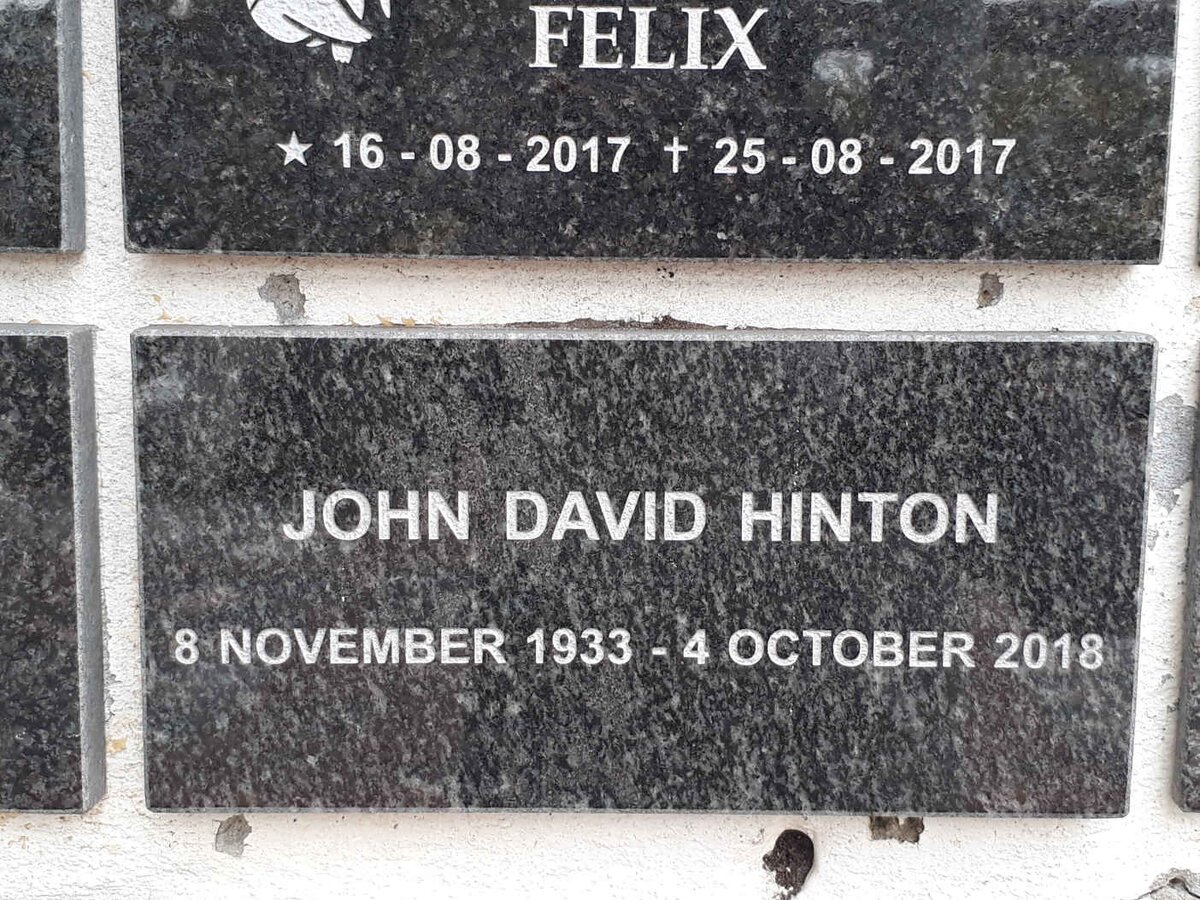 FELIX
★ 16 - 08 - 2017 † 25 - 08 - 2017
JOHN DAVID HINTON
8 NOVEMBER 1933 - 4 OCTOBER 2018